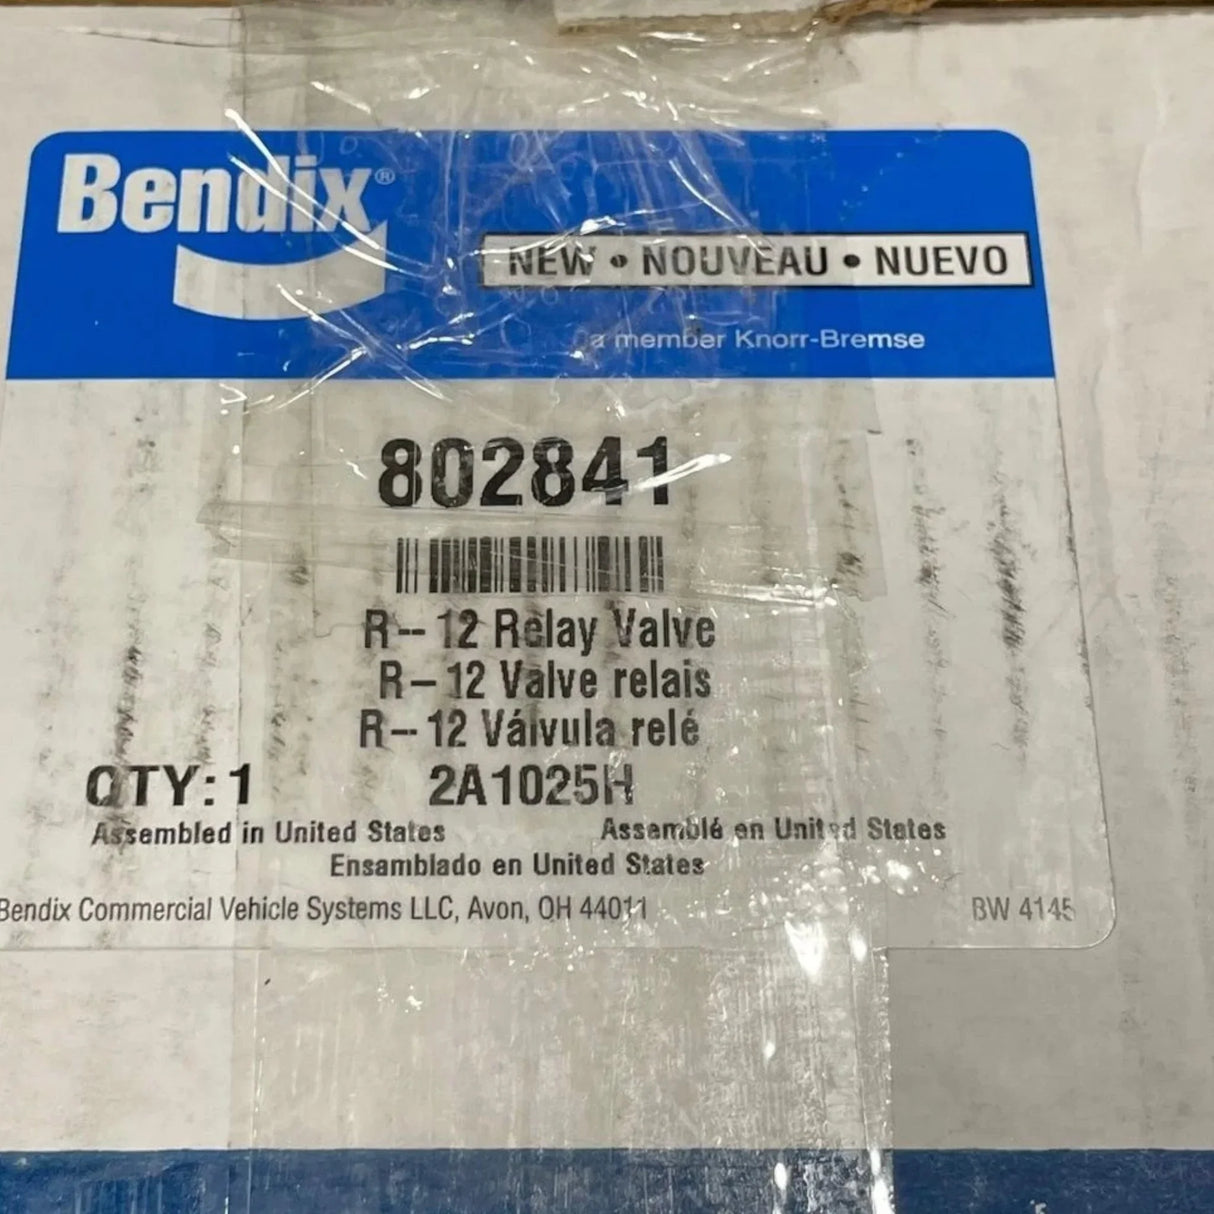 Bendix®
NEW • NOUVEAU • NUEVO
a member Knorr-Bremse
802841
R-- 12 Relay Valve
R– 12 Valve relais
R-- 12 Válvula relé
QTY: 1 2A1025H
Assembled in United States Assemblé en United States
Ensamblado en United States
Bendix Commercial Vehicle Systems LLC, Avon, OH 44011 BW 4145